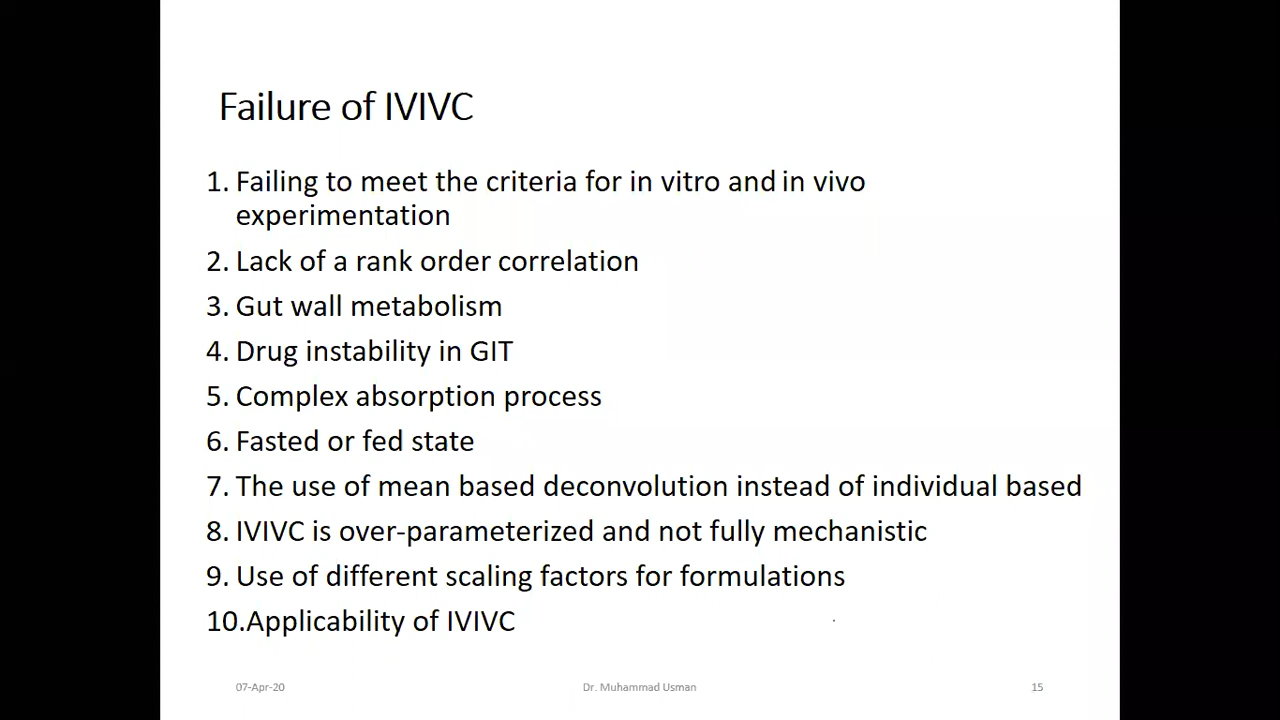 Failure of IVIVC
1. Failing to meet the criteria for in vitro and in vivo
experimentation
2. Lack of a rank order correlation
3. Gut wall metabolism
4. Drug instability in GIT
5. Complex absorption process
6. Fasted or fed state
7. The use of mean based deconvolution instead of individual based
8. IVIVC is over-parameterized and not fully mechanistic
9. Use of different scaling factors for formulations
10.Applicability of IVIVC
07-Apr-20
Dr. Muhammad Usman
15